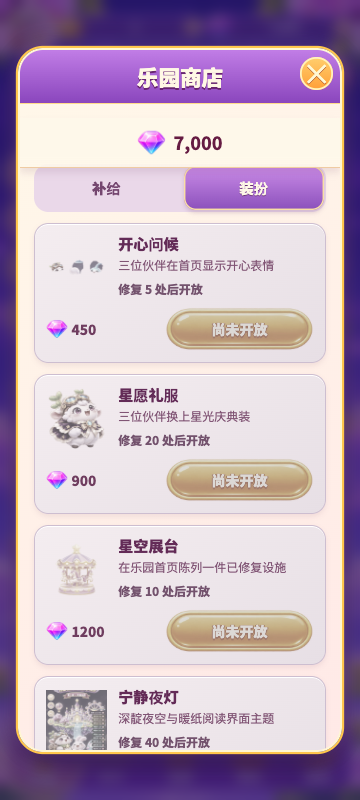 乐园商店
7,000
补给
装扮
开心问候
三位伙伴在首页显示开心表情
修复 5 处后开放
450
尚未开放
星愿礼服
三位伙伴换上星光庆典装
修复 20 处后开放
900
尚未开放
星空展台
在乐园首页陈列一件已修复设施
修复 10 处后开放
1200
尚未开放
宁静夜灯
深靛夜空与暖纸阅读界面主题
修复 40 处后开放